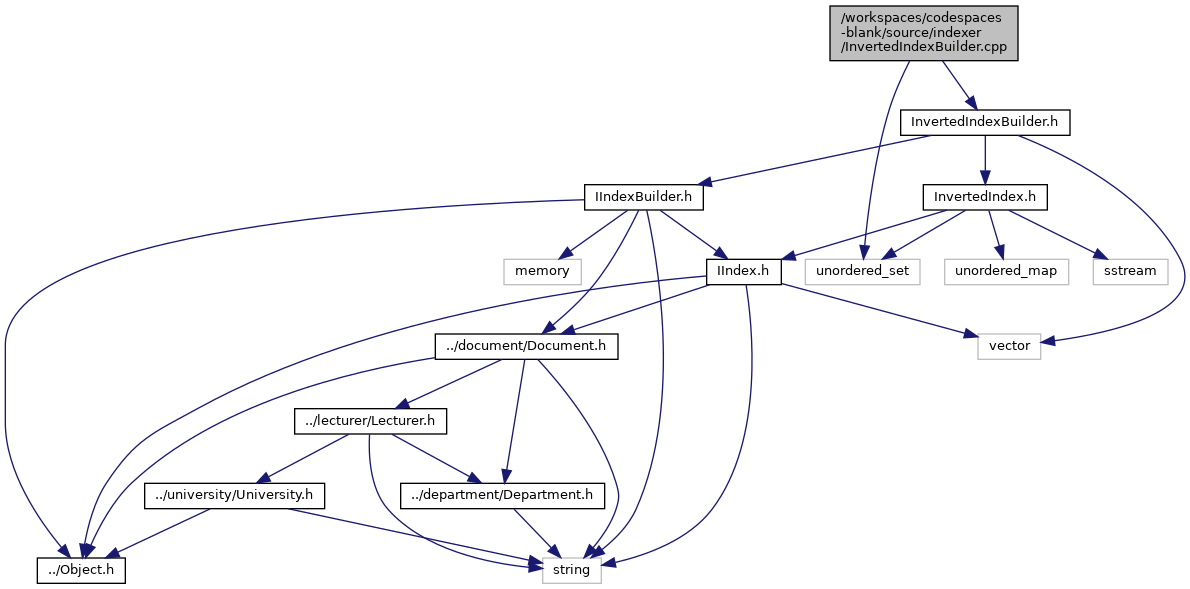 /workspaces/codespaces
-blank/source/indexer
/InvertedIndexBuilder.cpp
InvertedIndexBuilder.h
IIndexBuilder.h
InvertedIndex.h
memory
IIndex.h
unordered_set
unordered_map
sstream
../document/Document.h
vector
../lecturer/Lecturer.h
../university/University.h
../department/Department.h
../Object.h
string